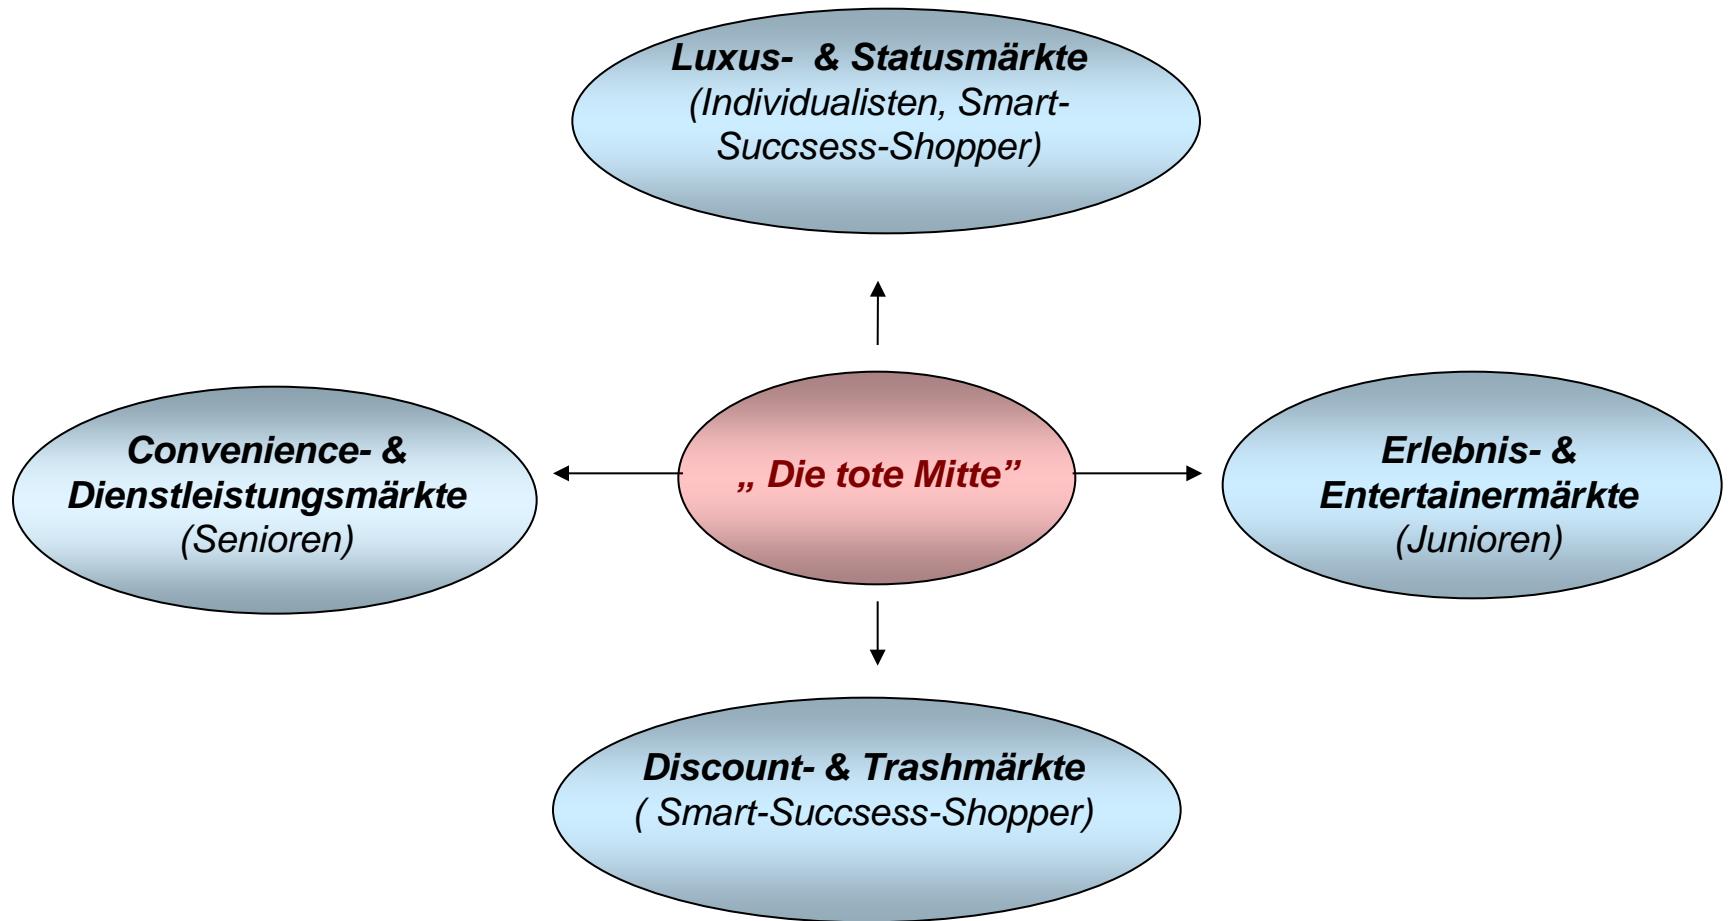 Luxus-  & Statusmärkte
(Individualisten, Smart-
Succsess-Shopper)
Convenience- &
Dienstleistungsmärkte
(Senioren)
„ Die tote Mitte”
Erlebnis- &
Entertainermärkte
(Junioren)
Discount- & Trashmärkte
( Smart-Succsess-Shopper)